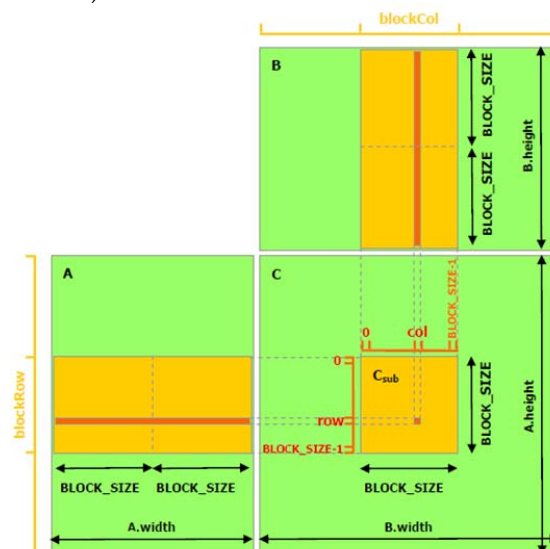 )
blockCol
B
BLOCK_SIZE
BLOCK_SIZE
B.height
A
C
BLOCK_SIZE-1
0
col
blockRow
0
Csub
BLOCK_SIZE
A.height
row
BLOCK_SIZE-1
BLOCK_SIZE
BLOCK_SIZE
BLOCK_SIZE
A.width
B.width